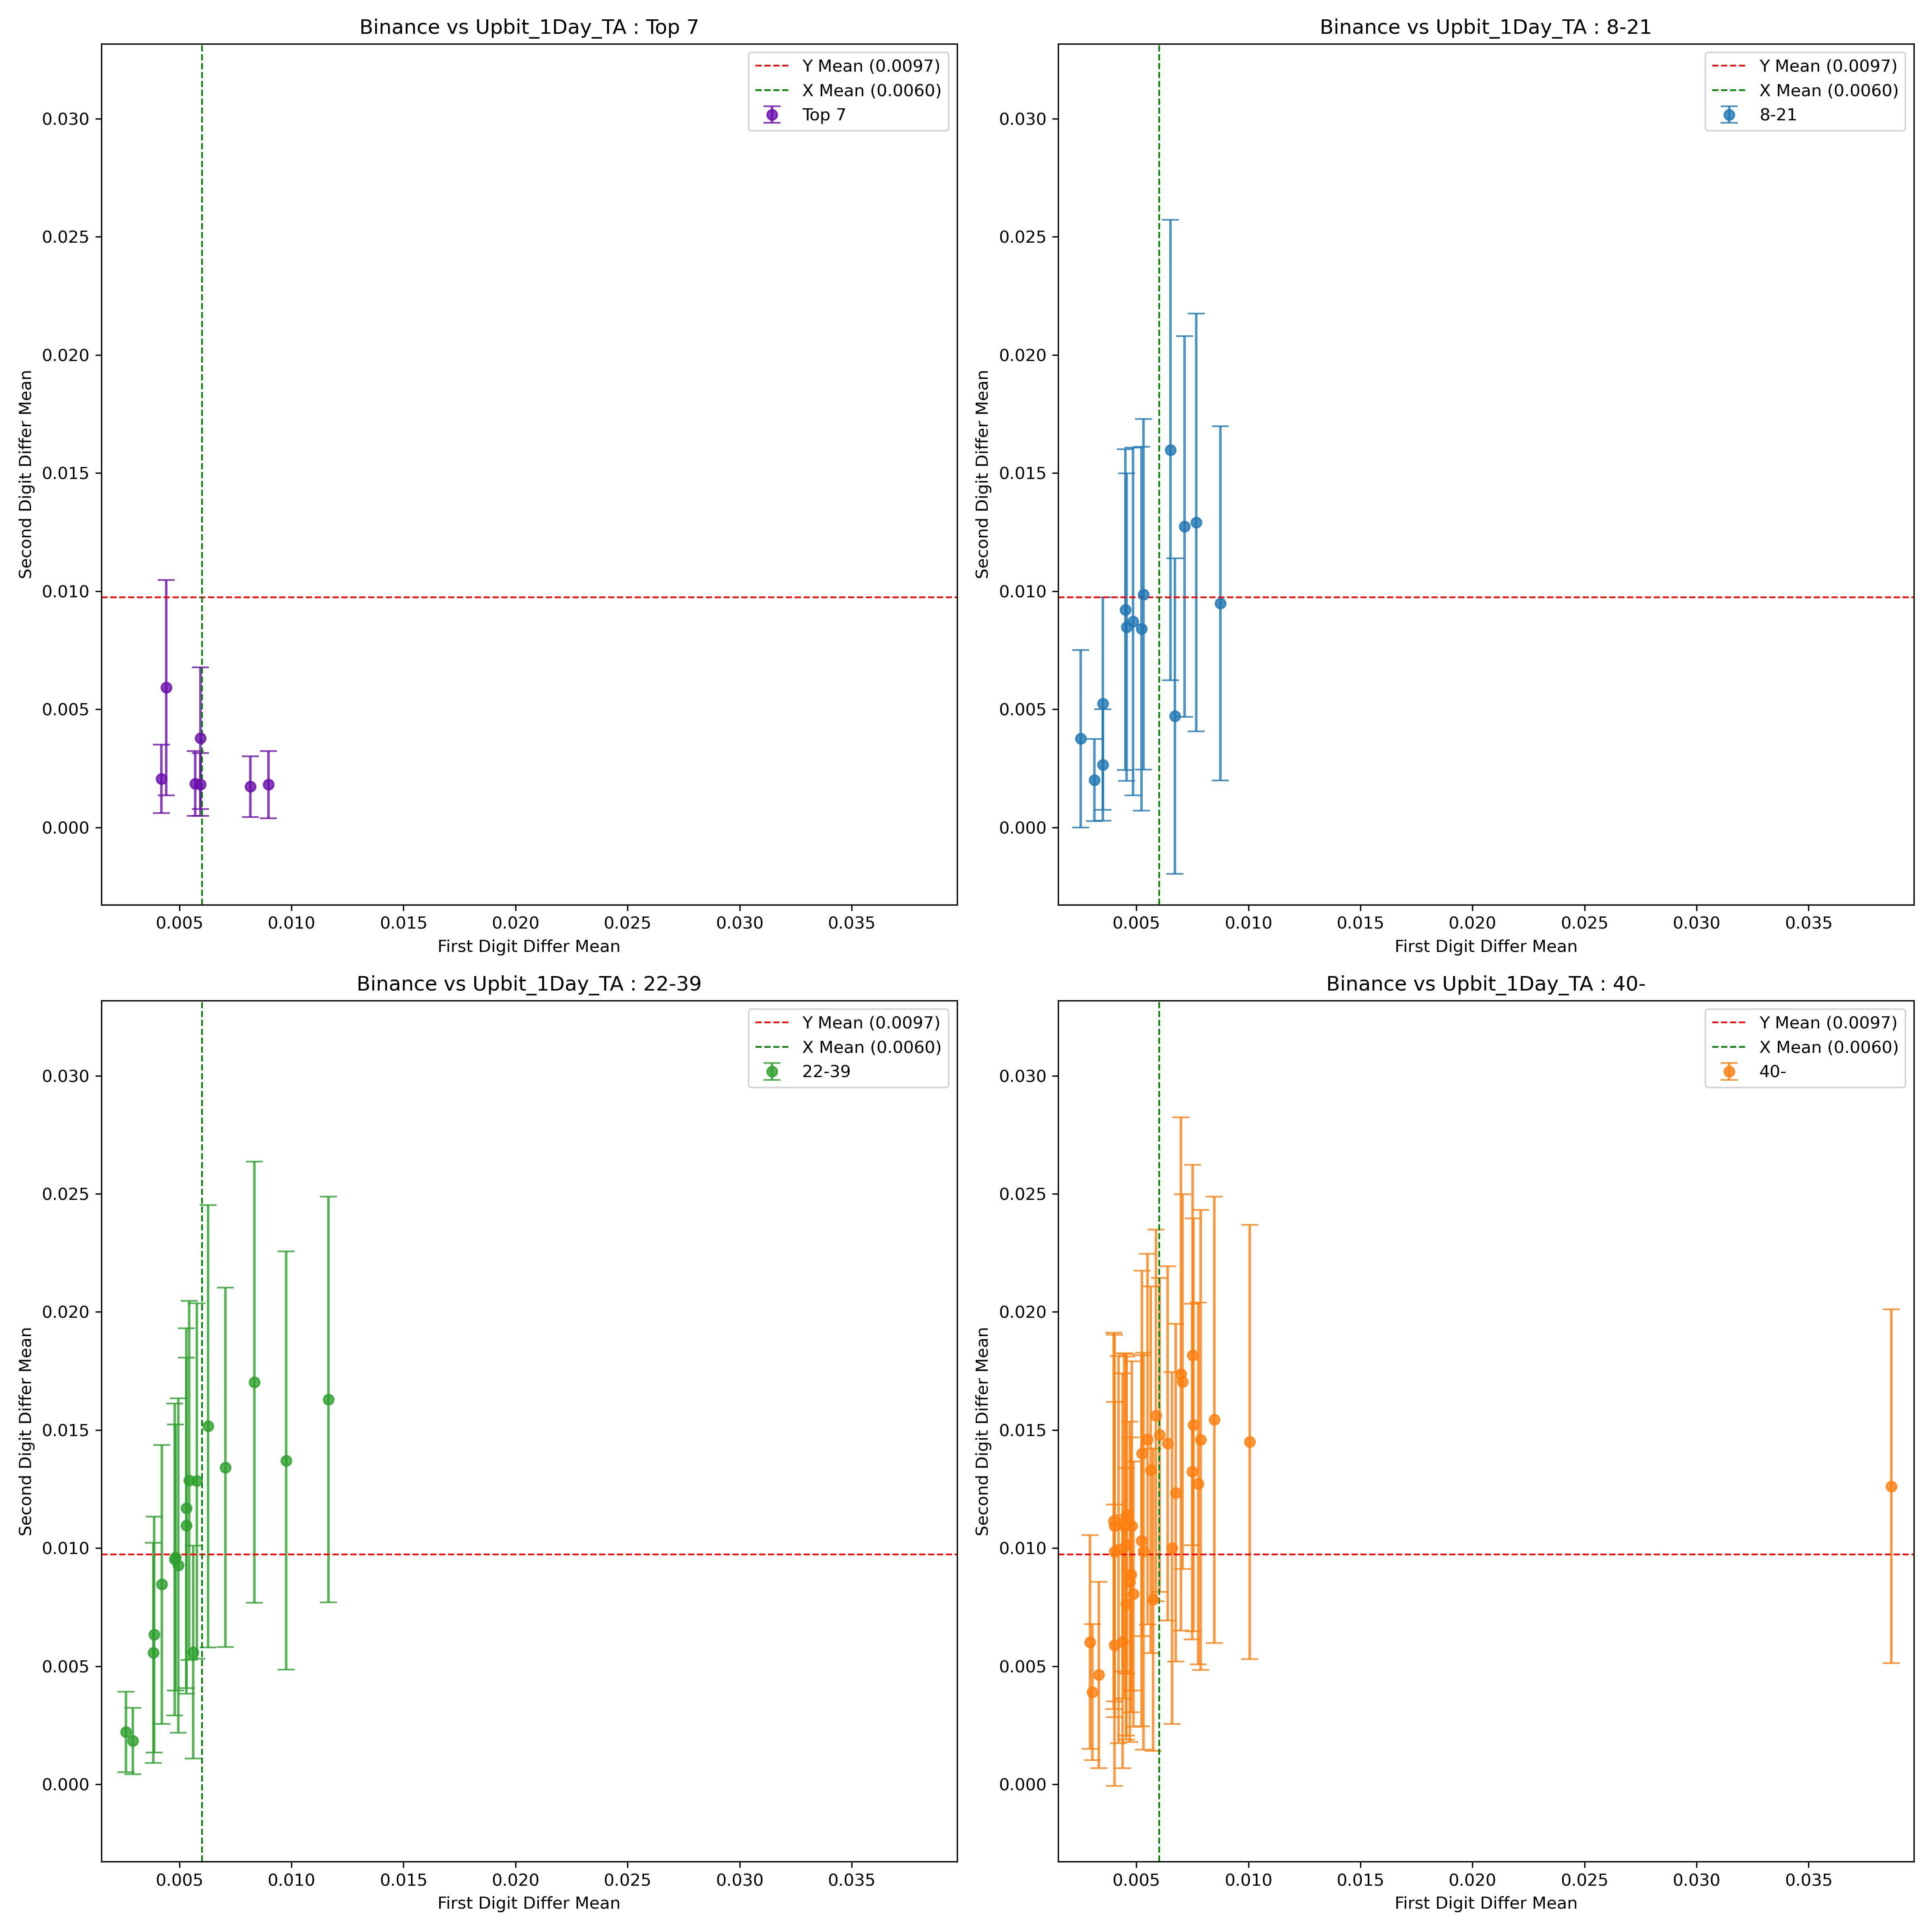 Binance vs Upbit_1Day_TA : Top 7
Y Mean (0.0097)
X Mean (0.0060)
Top 7
0.030
0.025
0.020
0.015
0.010
0.005
0.000
Second Digit Differ Mean
0.005 0.010 0.015 0.020 0.025 0.030 0.035
First Digit Differ Mean
Binance vs Upbit_1Day_TA : 8-21
Y Mean (0.0097)
X Mean (0.0060)
8-21
0.030
0.025
0.020
0.015
0.010
0.005
0.000
Second Digit Differ Mean
0.005 0.010 0.015 0.020 0.025 0.030 0.035
First Digit Differ Mean
Binance vs Upbit_1Day_TA : 22-39
Y Mean (0.0097)
X Mean (0.0060)
22-39
0.030
0.025
0.020
0.015
0.010
0.005
0.000
Second Digit Differ Mean
0.005 0.010 0.015 0.020 0.025 0.030 0.035
First Digit Differ Mean
Binance vs Upbit_1Day_TA : 40-
Y Mean (0.0097)
X Mean (0.0060)
40-
0.030
0.025
0.020
0.015
0.010
0.005
0.000
Second Digit Differ Mean
0.005 0.010 0.015 0.020 0.025 0.030 0.035
First Digit Differ Mean